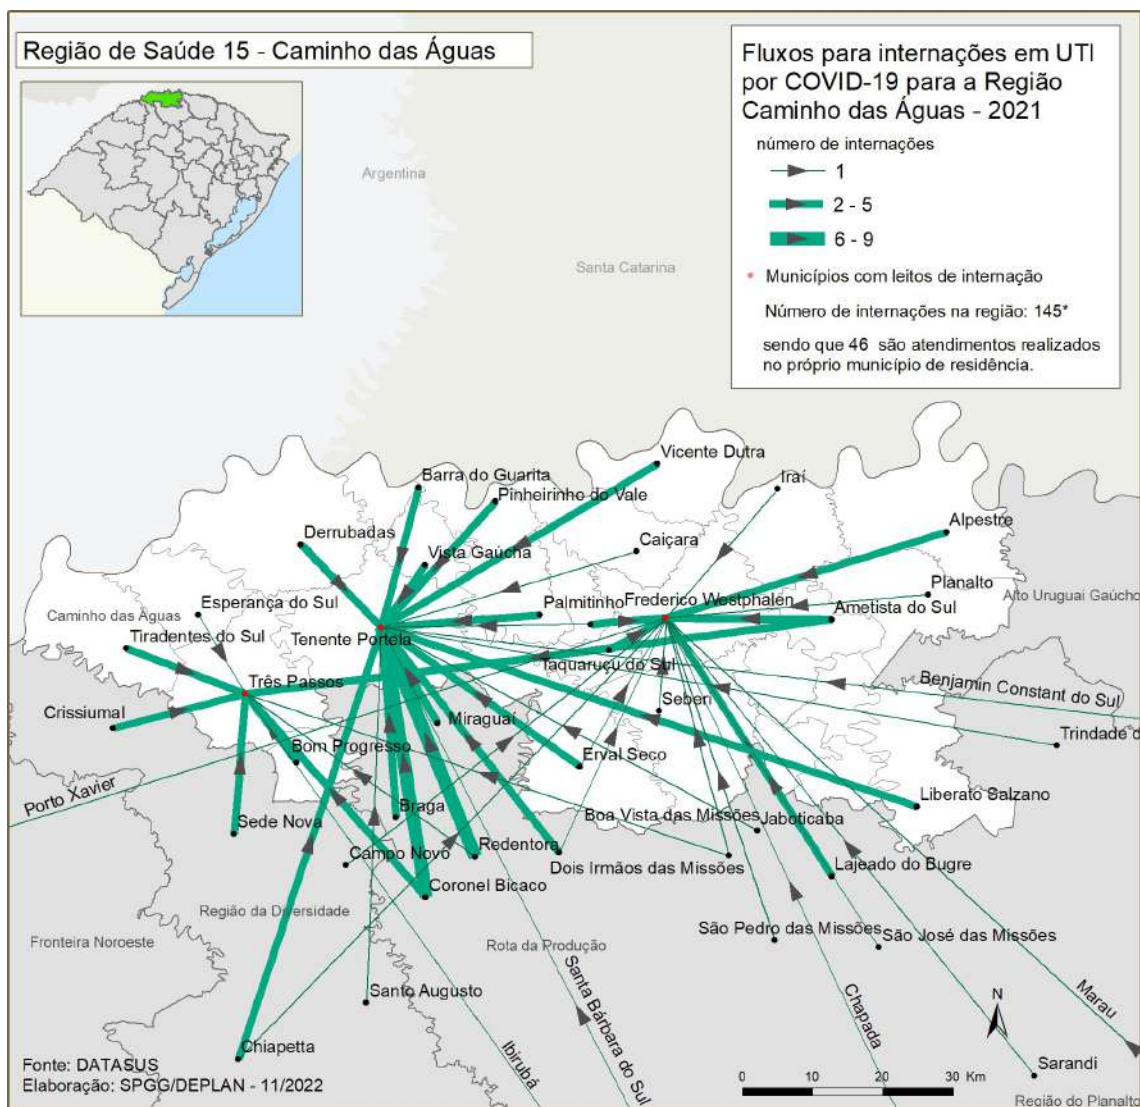 Região de Saúde 15 - Caminho das Águas
Fluxos para internações em UTI
por COVID-19 para a Região
Caminho das Águas - 2021
número de internações
1
2 - 5
6 - 9
Municípios com leitos de internação
Número de internações na região: 145*
sendo que 46 são atendimentos realizados
no próprio município de residência.
Argentina
Santa Catarina
Vicente Dutra
Barra do Guarita
Iraí
Pinheirinho do Vale
Alpestre
Derrubadas
Caiçara
Vista Gaúcha
Planalto
Alto Uruguai Gaúcho
Esperança do Sul
Palmitinho
Frederico Westphalen
Ametista do Sul
Caminho das Águas
Tiradentes do Sul
Tenente Portela
Taquaruçu do Sul
Três Passos
Benjamin Constant do Sul
Seberi
Crissiumal
Miraguaí
Trindade d
Bom Progresso
Erval Seco
Porto Xavier
Liberato Salzano
Braga
Boa Vista das Missões
Jaboticaba
Sede Nova
Redentora
Campo Novo
Dois Irmãos das Missões
Lajeado do Bugre
Coronel Bicaco
Região da Diversidade
São Pedro das Missões
São José das Missões
Fronteira Noroeste
Rota da Produção
Santo Augusto
Santa Bárbara do Sul
Chapada
Marau
N
Chiapetta
Ibirubá
Sarandi
Fonte: DATASUS
Elaboração: SPGG/DEPLAN - 11/2022
0 10 20 30 Km
Região do Planalto